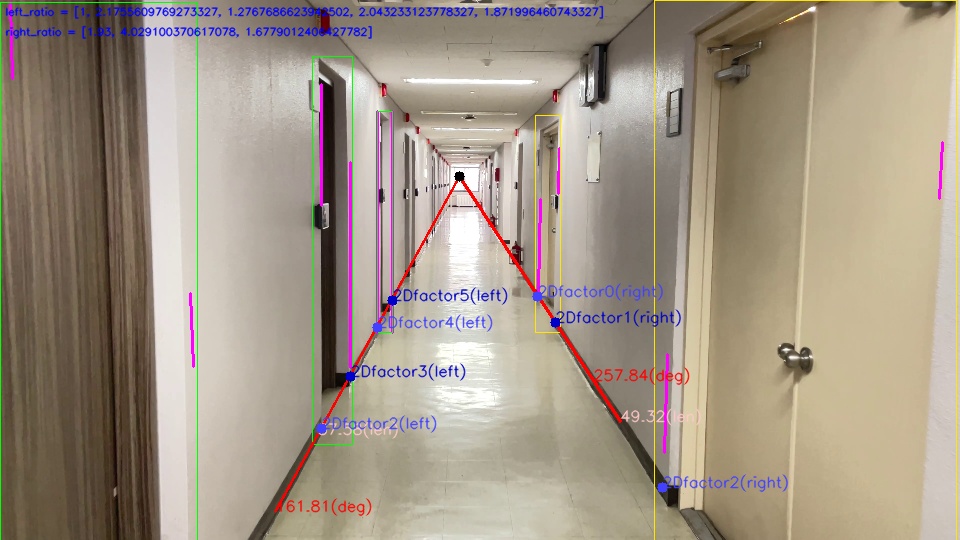 left_ratio = [1, 2.1755609769273327, 1.2767686623942502, 2.043233123778327, 1.871996460743327]
right_ratio = [1.93, 4.029100370617078, 1.6779012406427782]
2Dfactor5(left)
2Dfactor0(right)
2Dfactor4(left)
2Dfactor1(right)
2Dfactor3(left)
257.84(deg)
49.32(len)
2Dfactor2(left)
2Dfactor2(right)
61.81(deg)